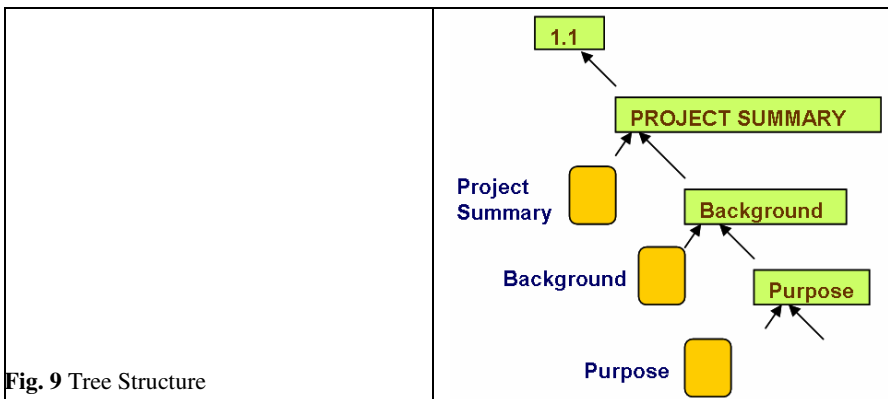 1.1
PROJECT SUMMARY
Project
Summary
Background
Background
Purpose
Purpose
Fig. 9 Tree Structure